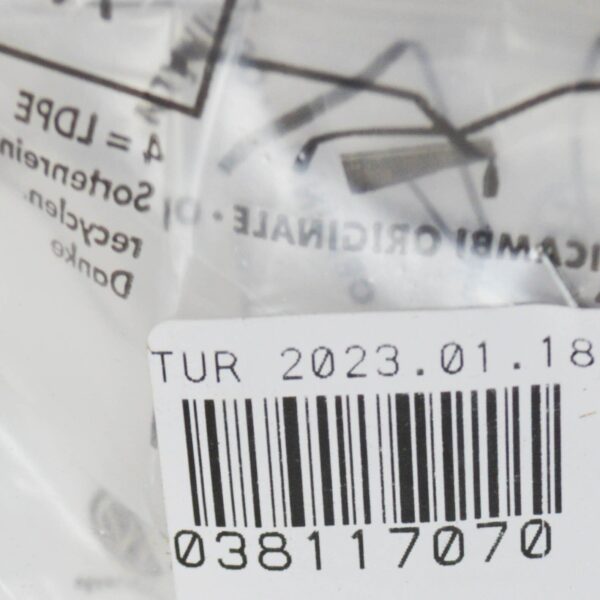 4 = LDPE
Sortenrein
recyclen.
Danke
RICAMBI ORIGINALE •
TUR 2023.01.18
038117070